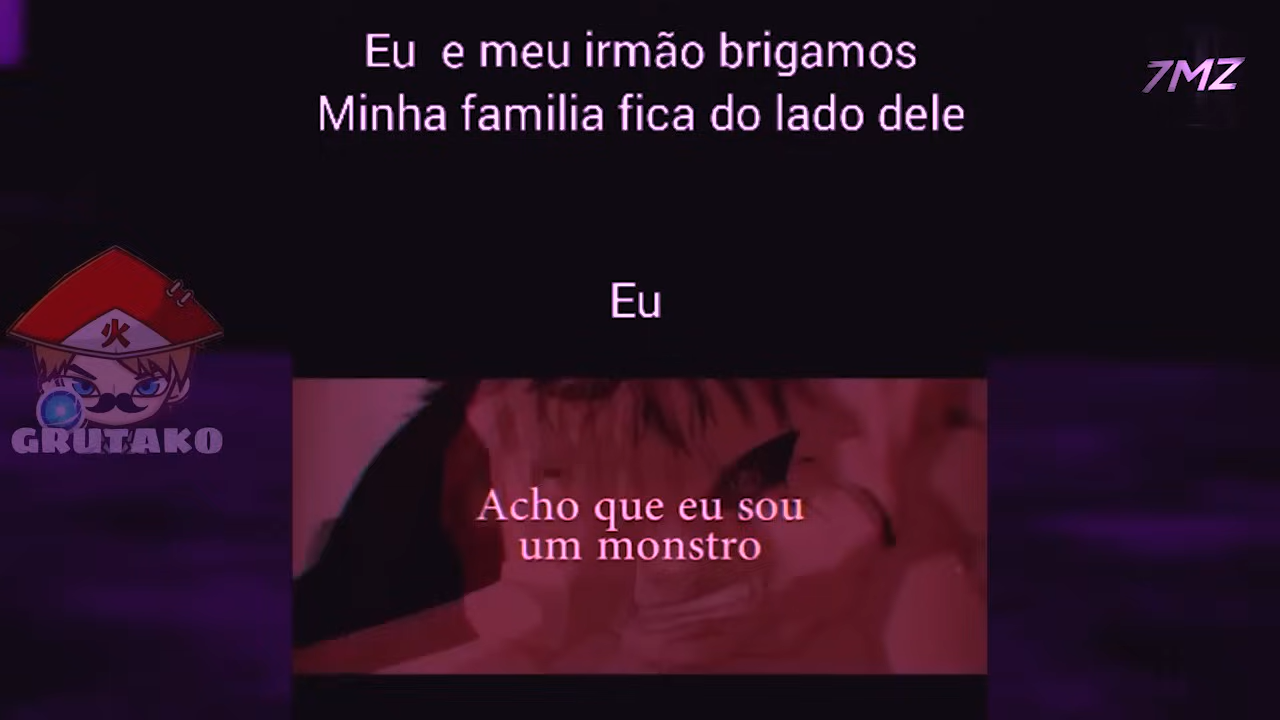 Eu e meu irmão brigamos
7MZ
Minha familia fica do lado dele
Eu
火
GRUTAKO
Acho que eu sou
um monstro